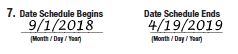 7. Date Schedule Begins Date Schedule Ends
9/1/2018 4/19/2019
(Month / Day / Year) (Month / Day / Year)